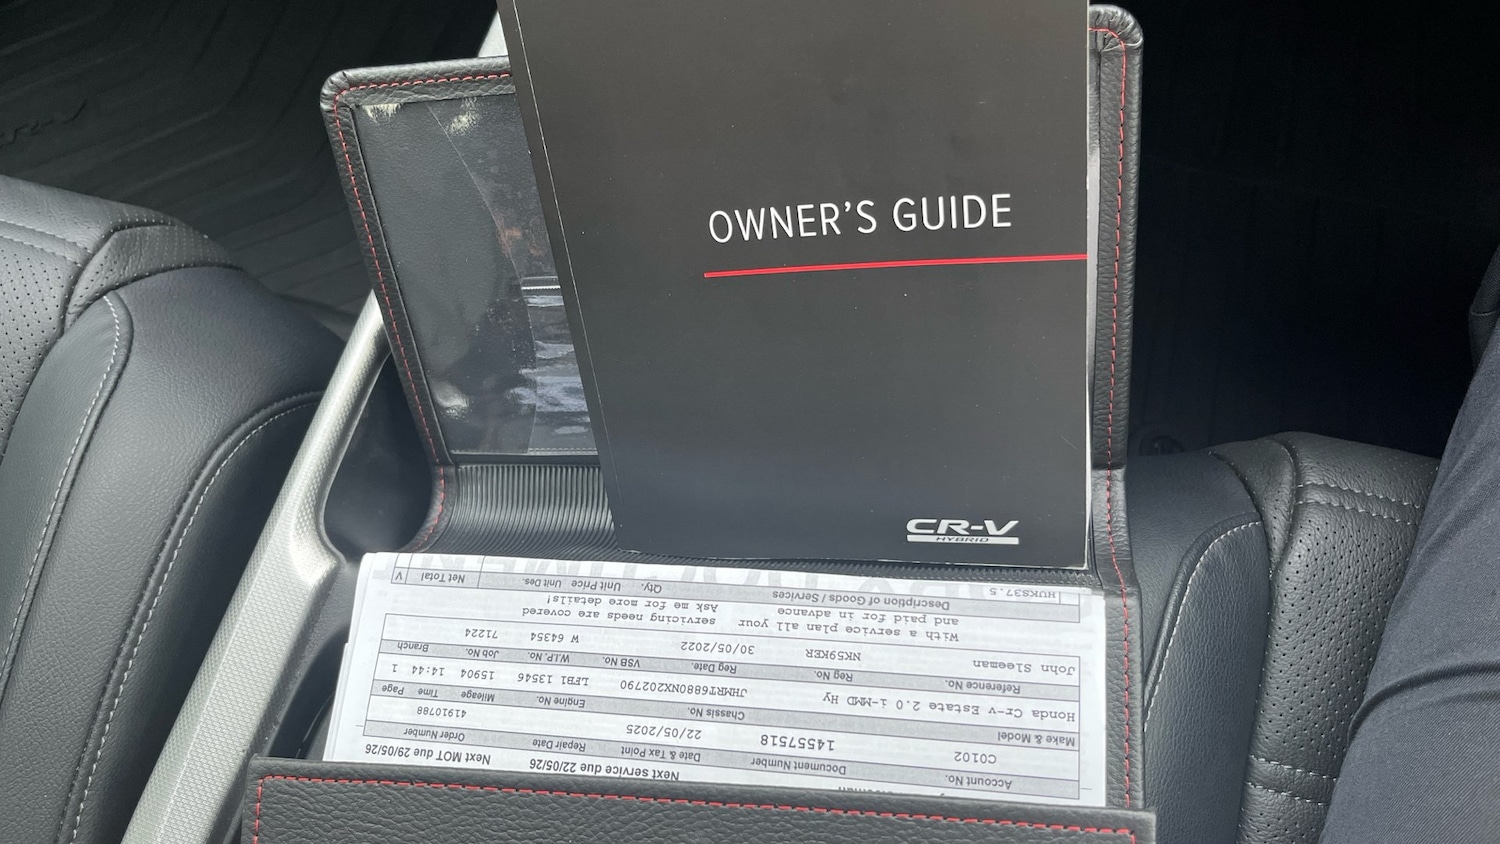 OWNER'S GUIDE
CR-V
HYBRID
Next service due 22/05/26 Next MOT due 29/05/26
Account No. Document Number Date & Tax Point Repair Date Order Number
C0102 14557518 22/05/2025 41910788
Make & Model Chassis No. Engine No. Mileage Time Page
Honda Cr-v Estate 2.0 i-MMD Hy JHMRT6880NX202790 LFB1 13546 15904 14:44 1
Reference No. Reg No. Reg Date. VSB No. W.I.P. No. Job No. Branch
John Sleeman NK59KER 30/05/2022 W 64354 71224
With a service plan all your servicing needs are covered
and paid for in advance Ask me for more details!
Description of Goods / Services Qty. Unit Price Unit Des. Net Total V
HUKS37.5